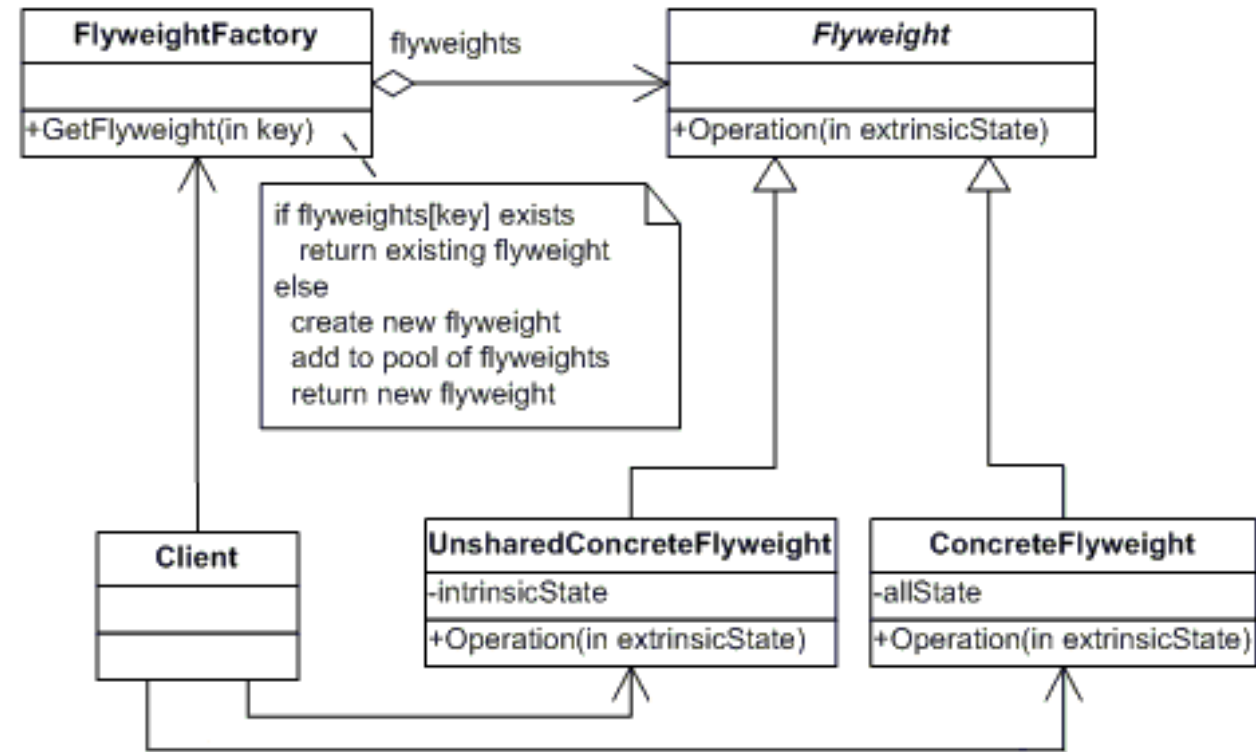 FlyweightFactory
+GetFlyweight(in key)
flyweights
Flyweight
+Operation(in extrinsicState)
if flyweights[key] exists
return existing flyweight
else
create new flyweight
add to pool of flyweights
return new flyweight
Client
UnsharedConcreteFlyweight
-intrinsicState
+Operation(in extrinsicState)
ConcreteFlyweight
-allState
+Operation(in extrinsicState)